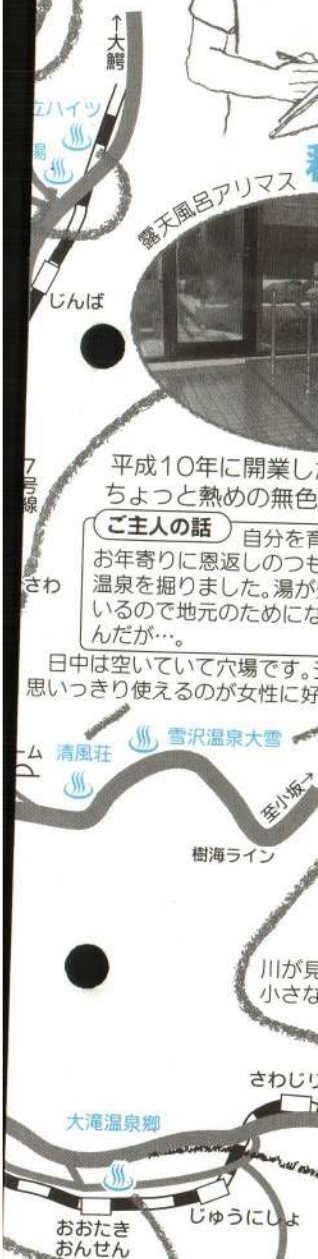 ↑大鰐
立ハイツ
湯
露天風呂アリマス
じんば
7号線
平成10年に開業し
ちょっと熱めの無色
ご主人の話
自分を育
お年寄りに恩返しのつも
さわ
温泉を掘りました。湯が
いるので地元のためにな
んだが…。
日中は空いていて穴場です。
思いっきり使えるのが女性に好
清風荘
雪沢温泉大雪
至小坂→
樹海ライン
川が見
小さな
さわじり
大滝温泉郷
じゅうにしょ
おおたき
おんせん